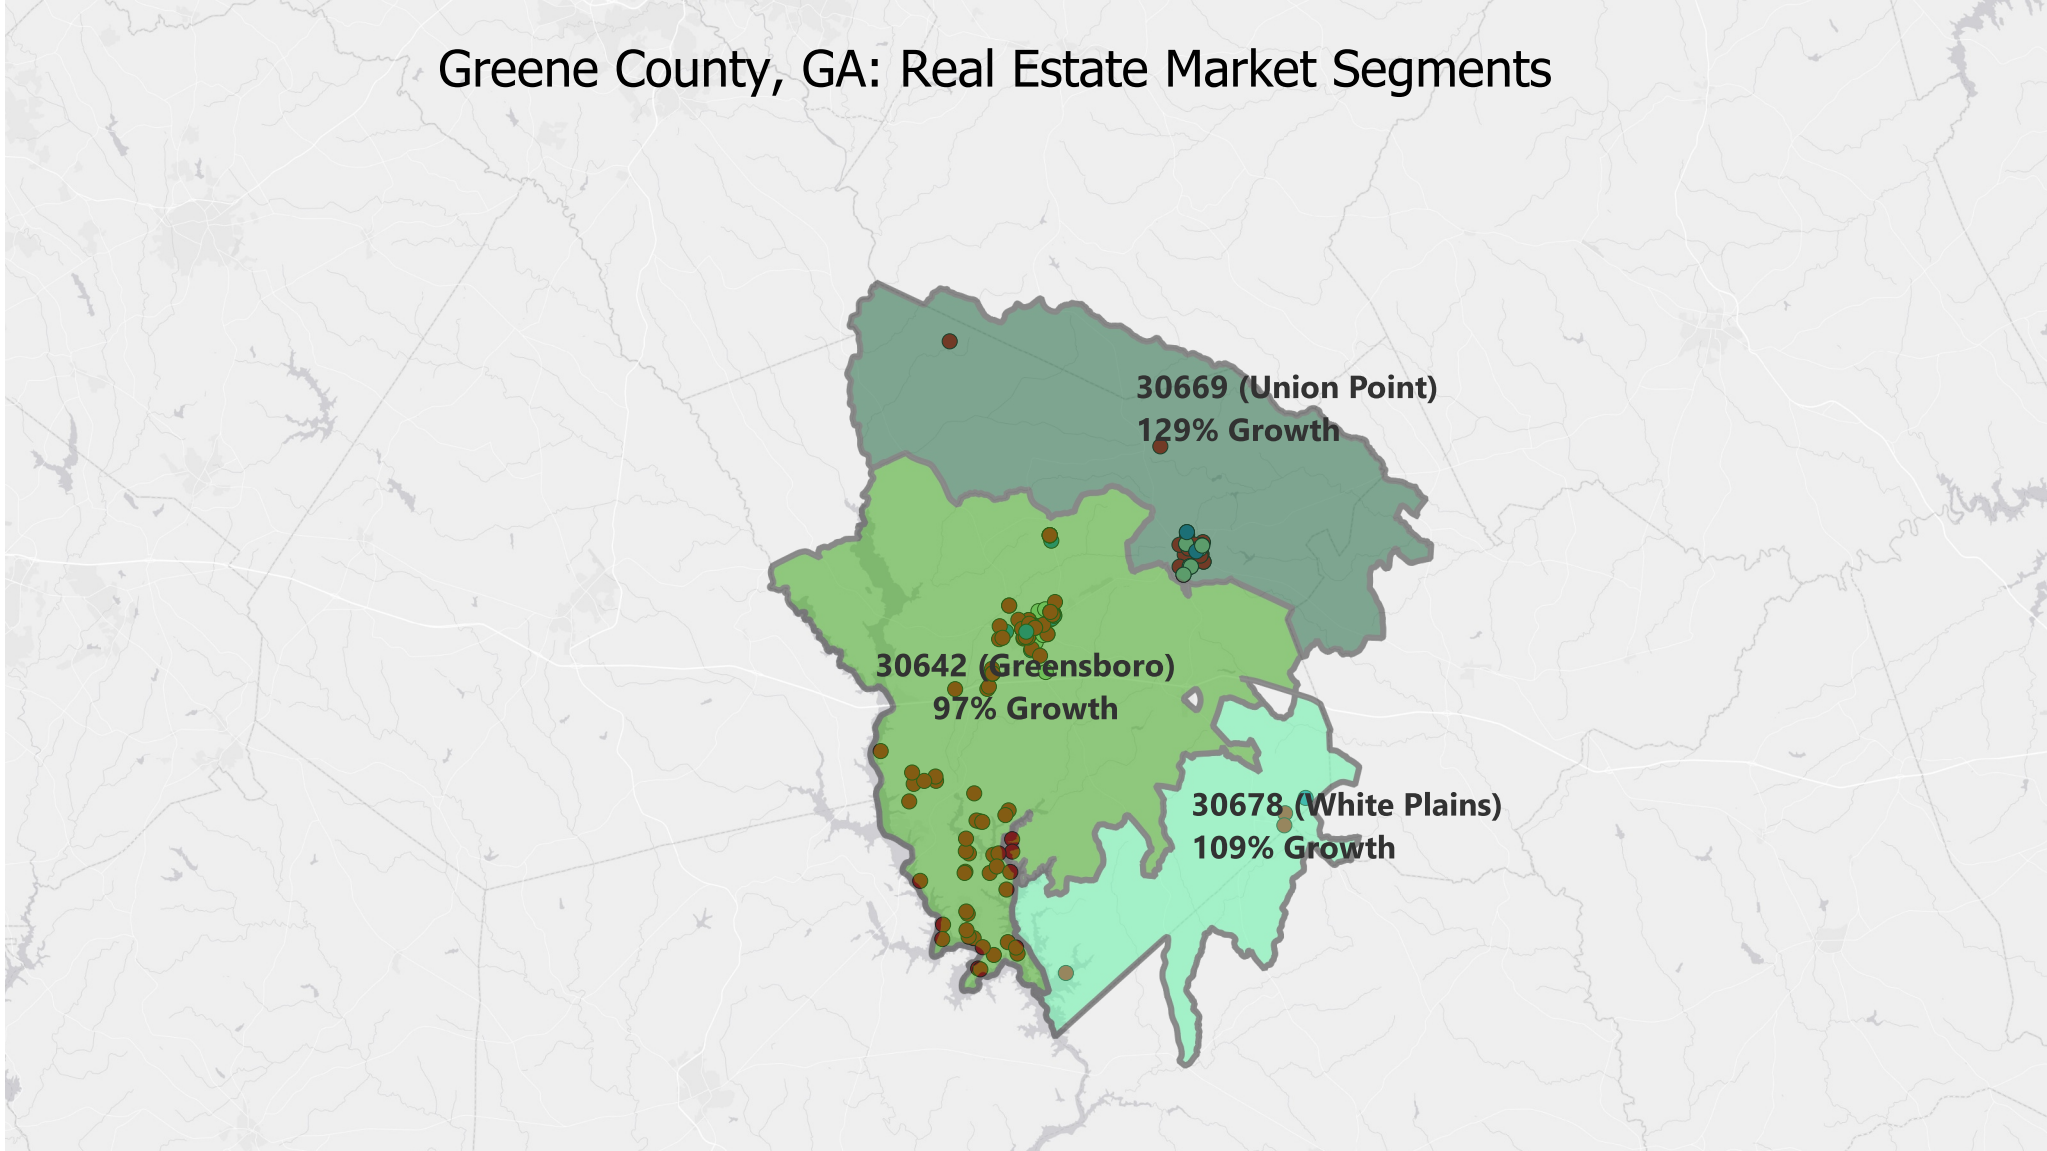 Greene County, GA: Real Estate Market Segments
30669 (Union Point)
129% Growth
30642 (Greensboro)
97% Growth
30678 (White Plains)
109% Growth